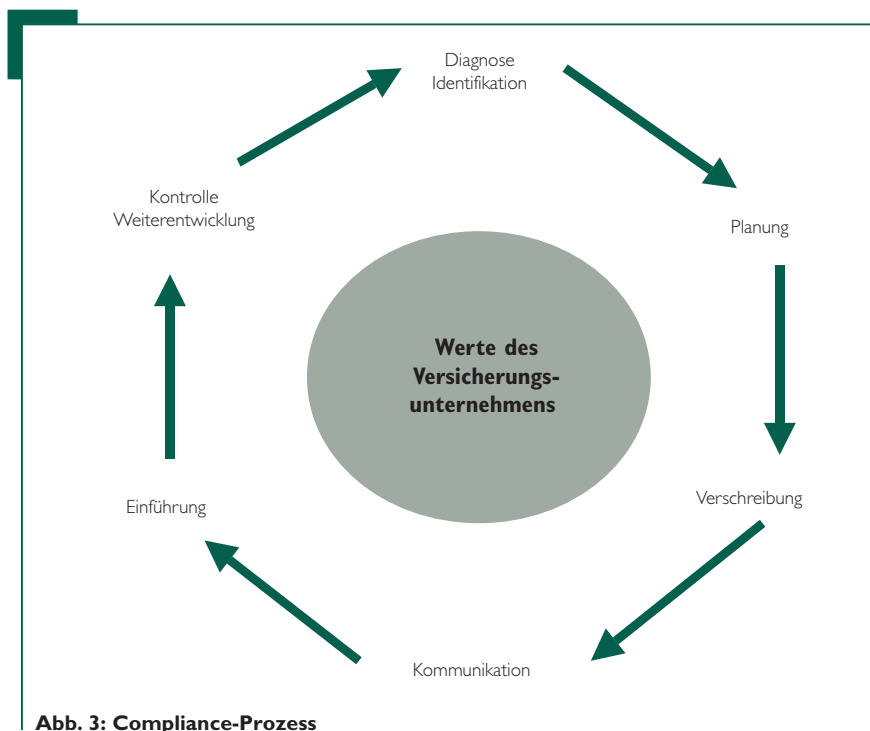 Diagnose
Identifikation
Kontrolle
Weiterentwicklung
Planung
Werte des
Versicherungs-
unternehmens
Verschreibung
Einführung
Kommunikation
Abb. 3: Compliance-Prozess